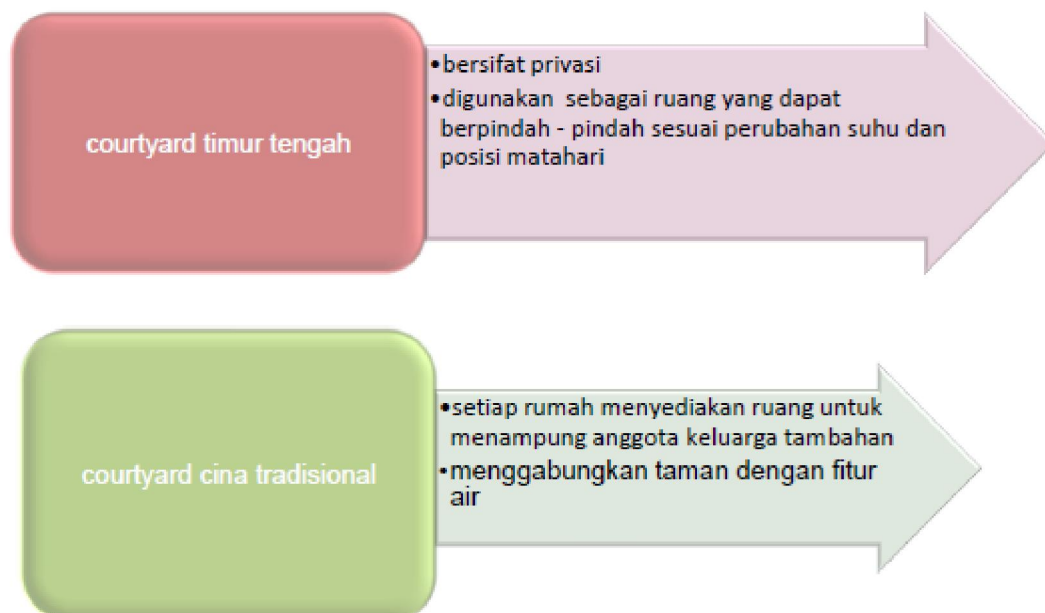 courtyard timur tengah
•bersifat privasi
•digunakan sebagai ruang yang dapat
berpindah - pindah sesuai perubahan suhu dan
posisi matahari
courtyard cina tradisional
•setiap rumah menyediakan ruang untuk
menampung anggota keluarga tambahan
•menggabungkan taman dengan fitur
air